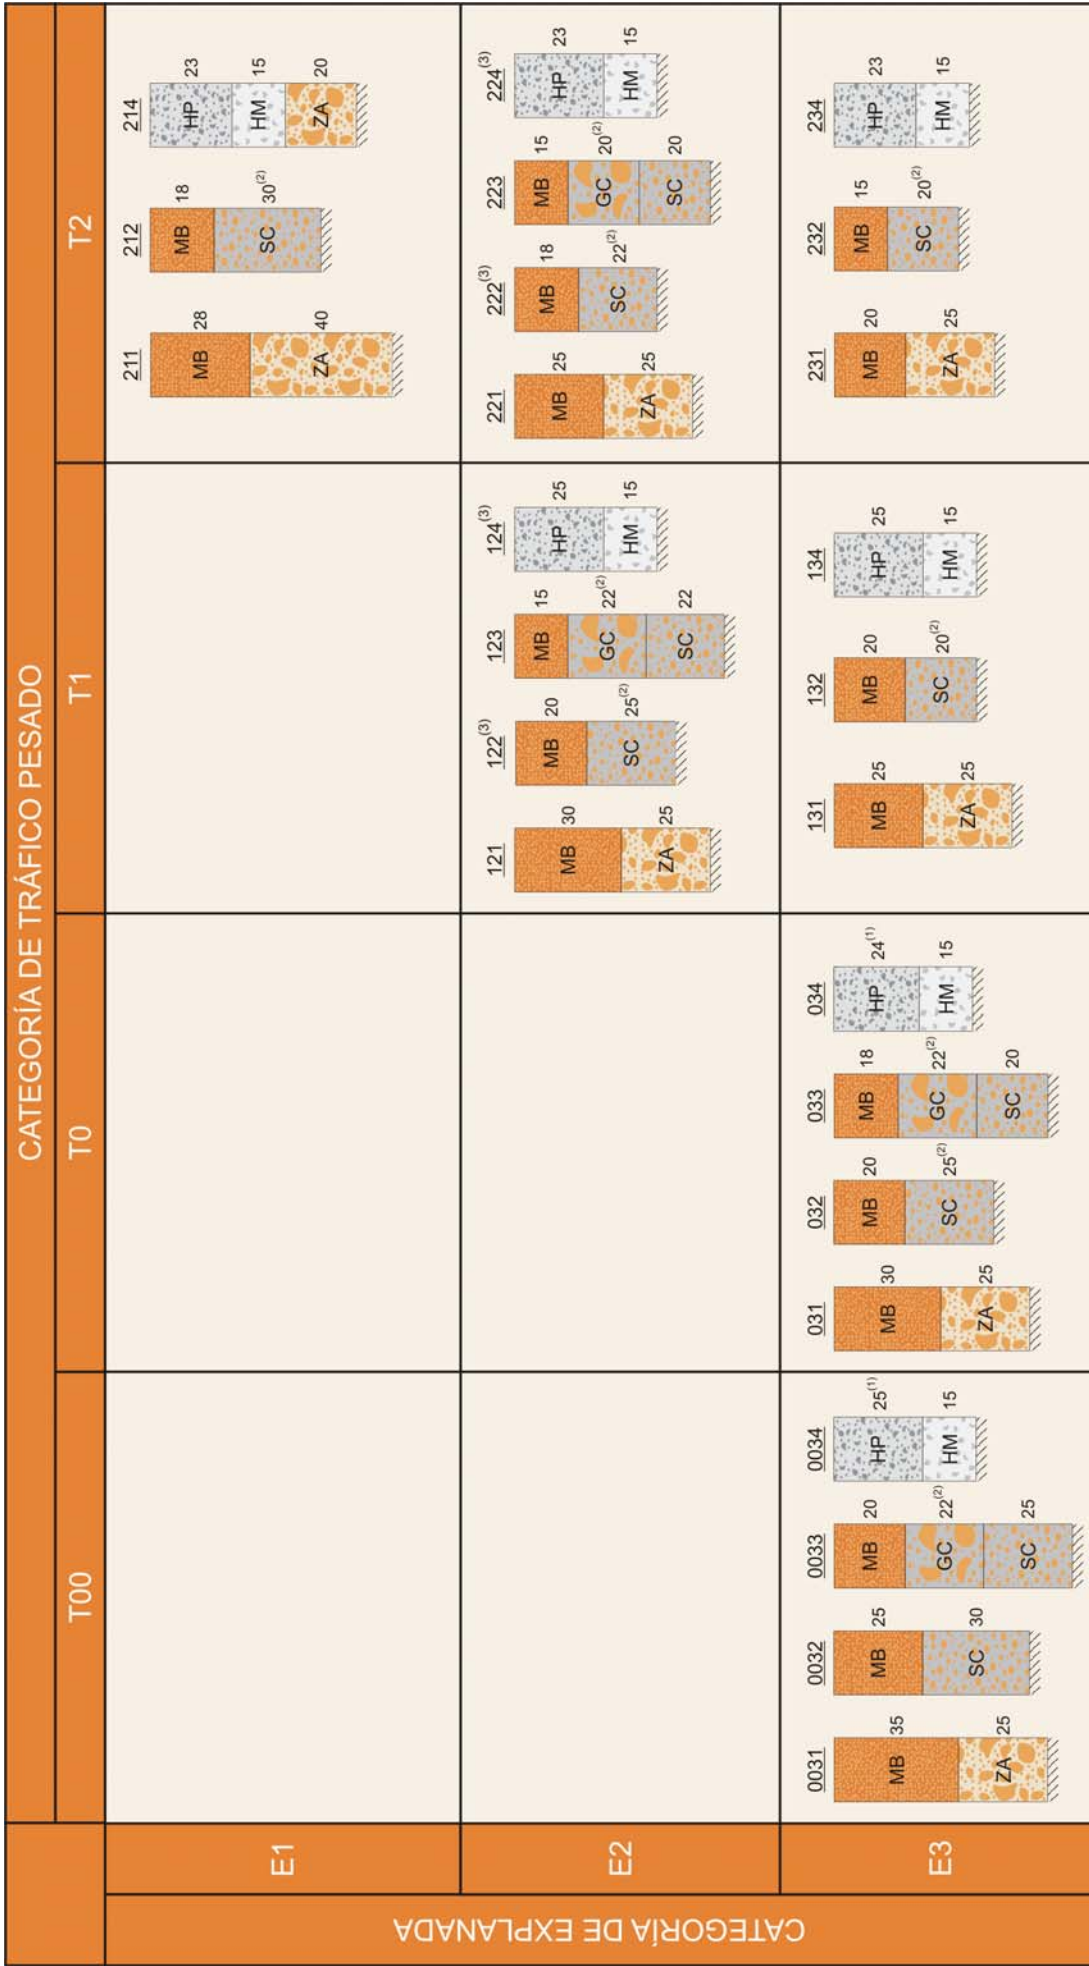 CATEGORÍA DE TRÁFICO PESADO
T00
T0
T1
T2
CATEGORÍA DE EXPLANADA
E1
211
MB 28
ZA 40
212
MB 18
SC 30(2)
214
HP 23
HM 15
ZA 20
E2
121
MB 30
ZA 25
122(3)
MB 20
SC 25(2)
123
MB 15
GC 22(2)
SC 22
124(3)
HP 25
HM 15
221
MB 25
ZA 25
222(3)
MB 18
SC 22(2)
223
MB 15
GC 20(2)
SC 20
224(3)
HP 23
HM 15
E3
0031
MB 35
ZA 25
0032
MB 25
SC 30
0033
MB 20
GC 22(2)
SC 25
0034
HP 25(1)
HM 15
031
MB 30
ZA 25
032
MB 20
SC 25(2)
033
MB 18
GC 22(2)
SC 20
034
HP 24(1)
HM 15
131
MB 25
ZA 25
132
MB 20
SC 20(2)
134
HP 25
HM 15
231
MB 20
ZA 25
232
MB 15
SC 20(2)
234
HP 23
HM 15